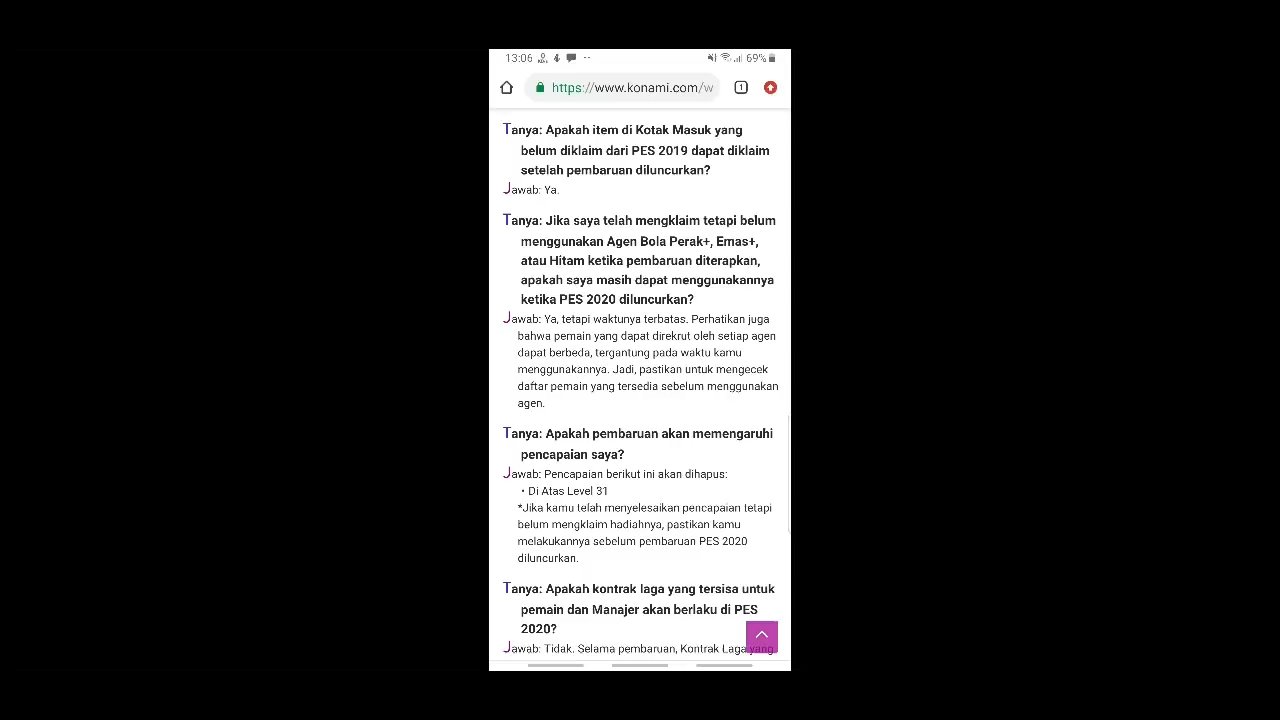 13:06 69%
https://www.konami.com/w 1
Tanya: Apakah item di Kotak Masuk yang
belum diklaim dari PES 2019 dapat diklaim
setelah pembaruan diluncurkan?
Jawab: Ya.
Tanya: Jika saya telah mengklaim tetapi belum
menggunakan Agen Bola Perak+, Emas+,
atau Hitam ketika pembaruan diterapkan,
apakah saya masih dapat menggunakannya
ketika PES 2020 diluncurkan?
Jawab: Ya, tetapi waktunya terbatas. Perhatikan juga
bahwa pemain yang dapat direkrut oleh setiap agen
dapat berbeda, tergantung pada waktu kamu
menggunakannya. Jadi, pastikan untuk mengecek
daftar pemain yang tersedia sebelum menggunakan
agen.
Tanya: Apakah pembaruan akan memengaruhi
pencapaian saya?
Jawab: Pencapaian berikut ini akan dihapus:
• Di Atas Level 31
*Jika kamu telah menyelesaikan pencapaian tetapi
belum mengklaim hadiahnya, pastikan kamu
melakukannya sebelum pembaruan PES 2020
diluncurkan.
Tanya: Apakah kontrak laga yang tersisa untuk
pemain dan Manajer akan berlaku di PES
2020?
Jawab: Tidak. Selama pembaruan, Kontrak Laga yang